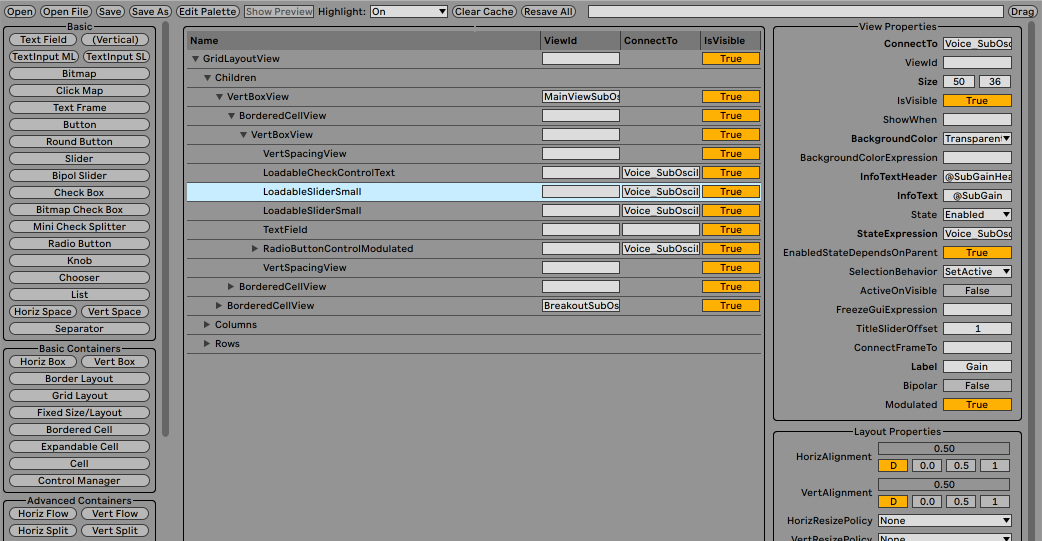 Open Open File Save Save As Edit Palette Show Preview Highlight: On Clear Cache Resave All Drag
Basic
Text Field (Vertical)
TextInput ML TextInput SL
Bitmap
Click Map
Text Frame
Button
Round Button
Slider
Bipol Slider
Check Box
Bitmap Check Box
Mini Check Splitter
Radio Button
Knob
Chooser
List
Horiz Space Vert Space
Separator
Basic Containers
Horiz Box Vert Box
Border Layout
Grid Layout
Fixed Size/Layout
Bordered Cell
Expandable Cell
Cell
Control Manager
Advanced Containers
Horiz Flow Vert Flow
Horiz Split Vert Split
Name ViewId ConnectTo IsVisible
GridLayoutView True
Children
VertBoxView MainViewSubOs True
BorderedCellView True
VertBoxView True
VertSpacingView True
LoadableCheckControlText Voice_SubOscil True
LoadableSliderSmall Voice_SubOscil True
LoadableSliderSmall Voice_SubOscil True
TextField True
RadioButtonControlModulated Voice_SubOscil True
VertSpacingView True
BorderedCellView True
BorderedCellView BreakoutSubOs True
Columns
Rows
View Properties
ConnectTo Voice_SubOsc
ViewId
Size 50 36
IsVisible True
ShowWhen
BackgroundColor Transparent
BackgroundColorExpression
InfoTextHeader @SubGainHea
InfoText @SubGain
State Enabled
StateExpression Voice_SubOsc
EnabledStateDependsOnParent True
SelectionBehavior SetActive
ActiveOnVisible False
FreezeGuiExpression
TitleSliderOffset 1
ConnectFrameTo
Label Gain
Bipolar False
Modulated True
Layout Properties
HorizAlignment 0.50
D 0.0 0.5 1
VertAlignment 0.50
D 0.0 0.5 1
HorizResizePolicy None
VertResizePolicy None